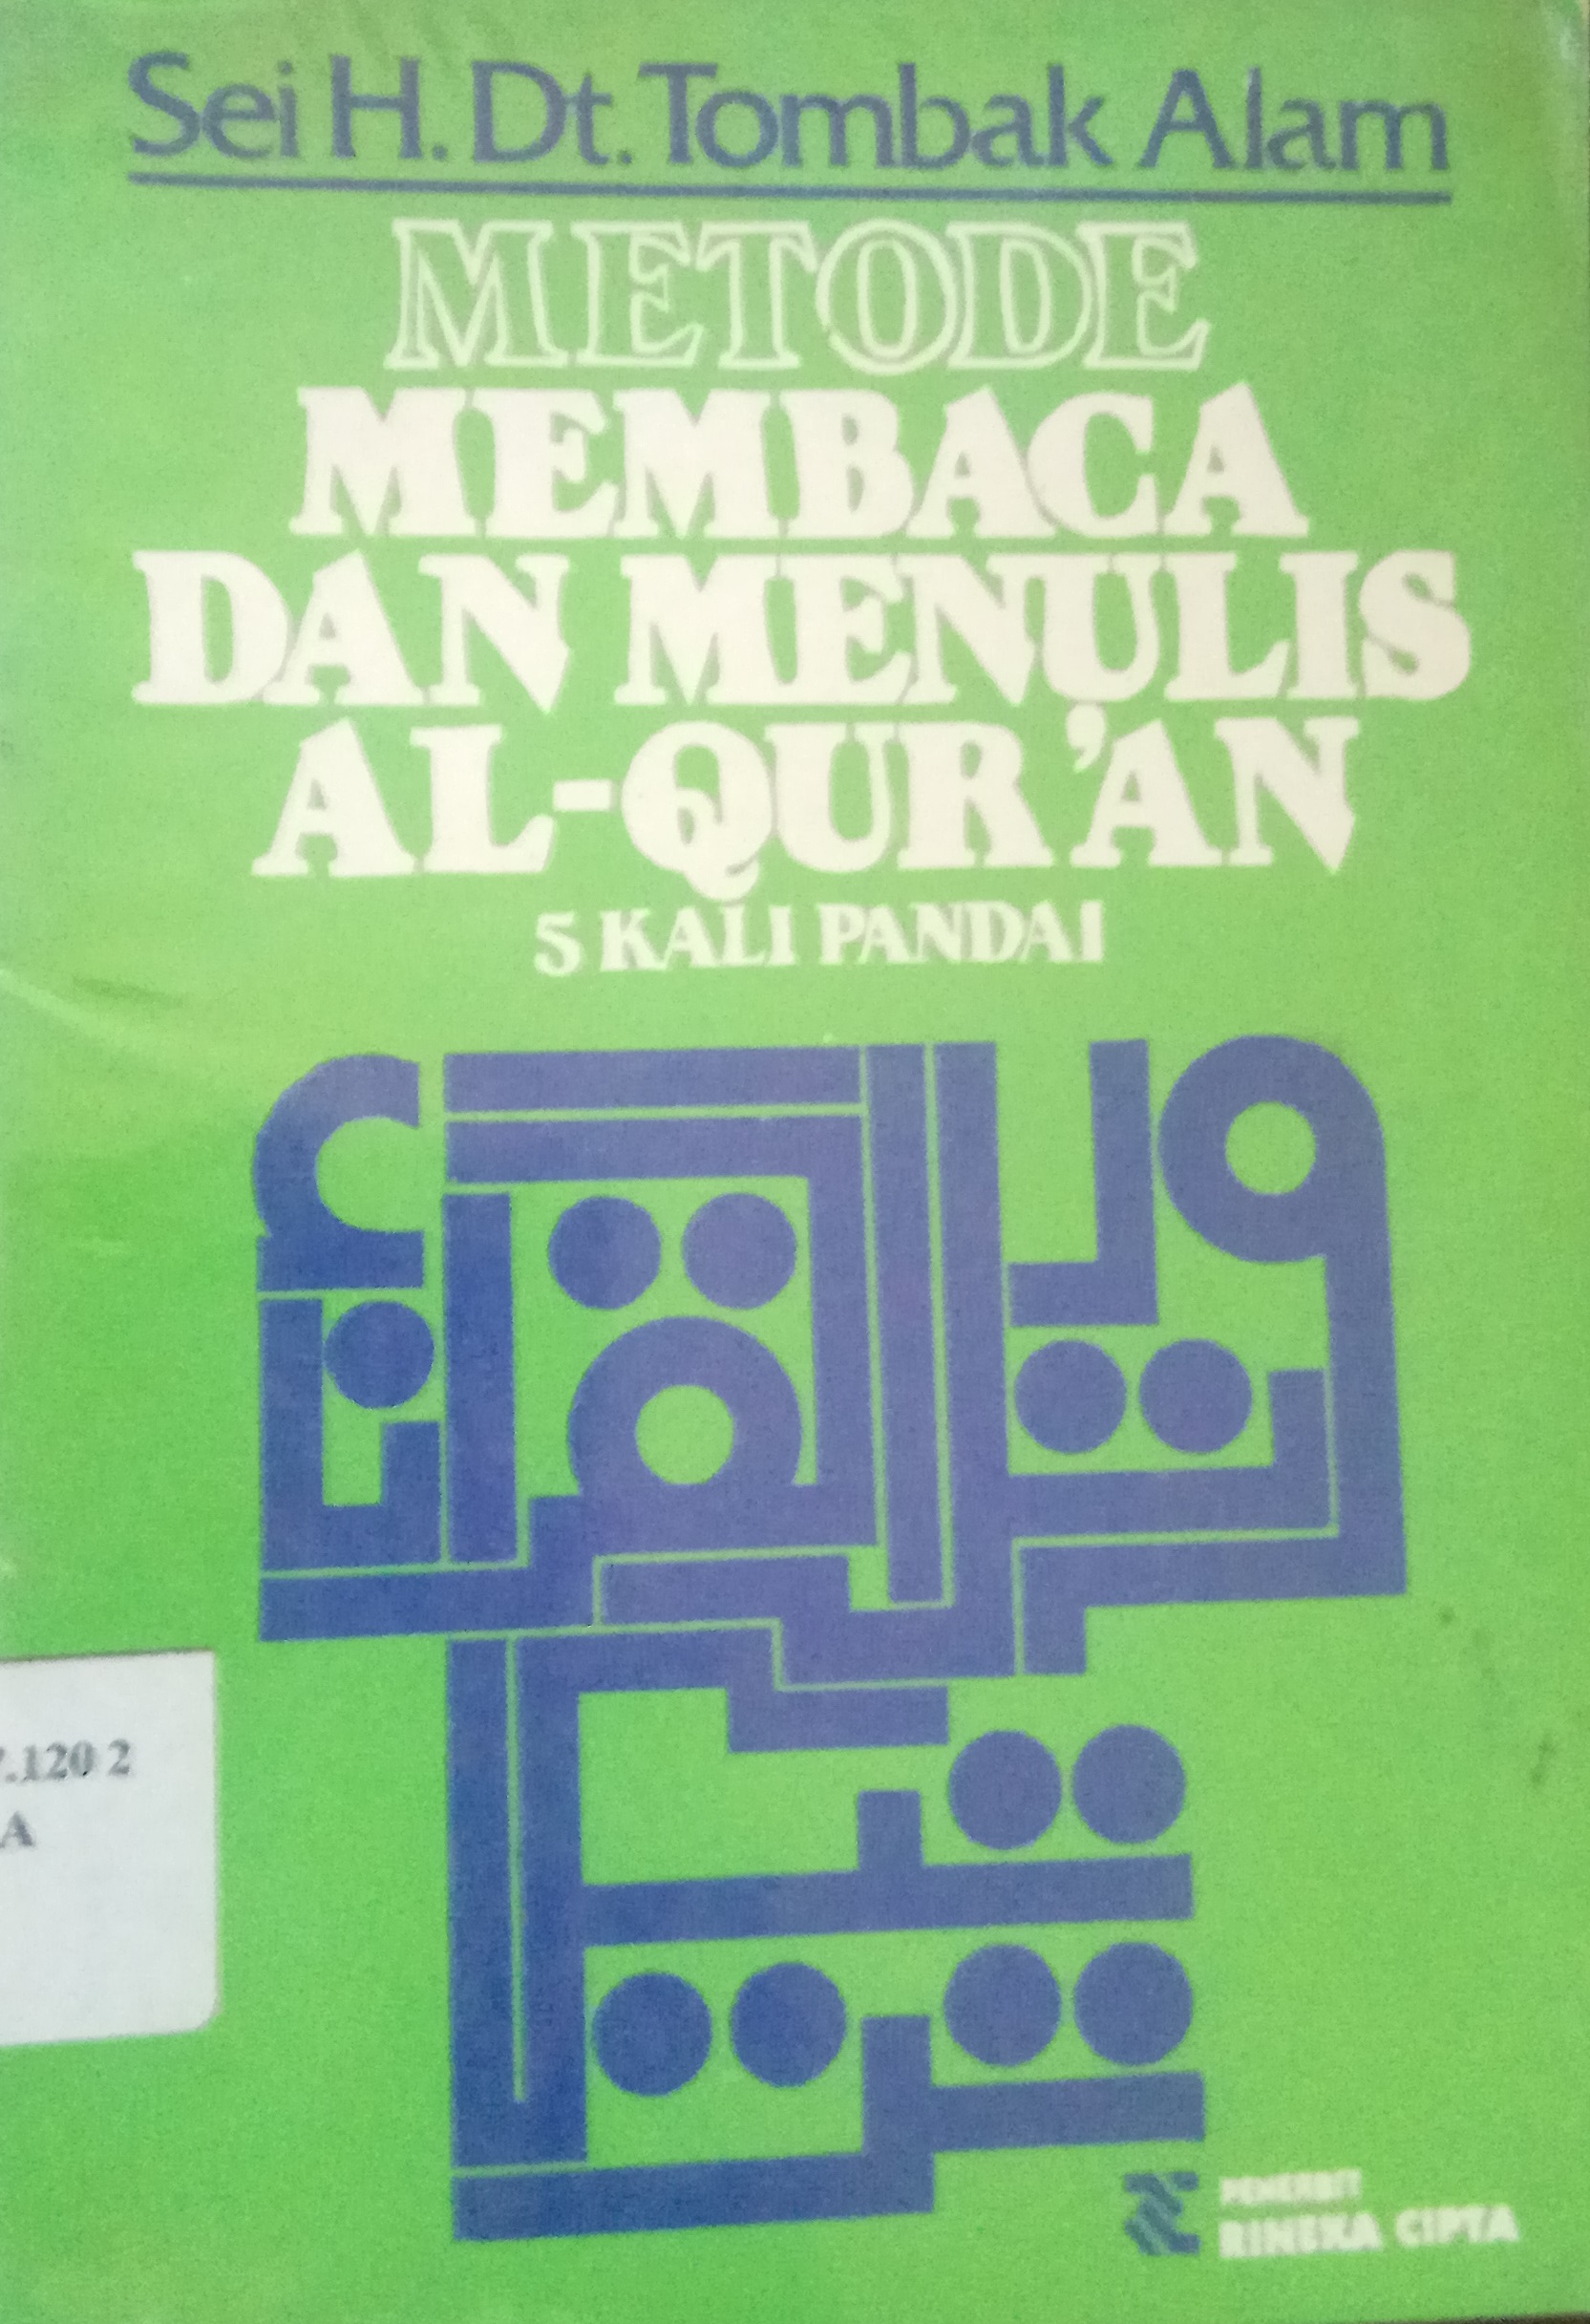 Sei H. Dt. Tombak Alam
METODE
MEMBACA
DAN MENULIS
AL-QUR'AN
5 KALI PANDAI
.120 2
A
PENERBIT
RINEKA CIPTA